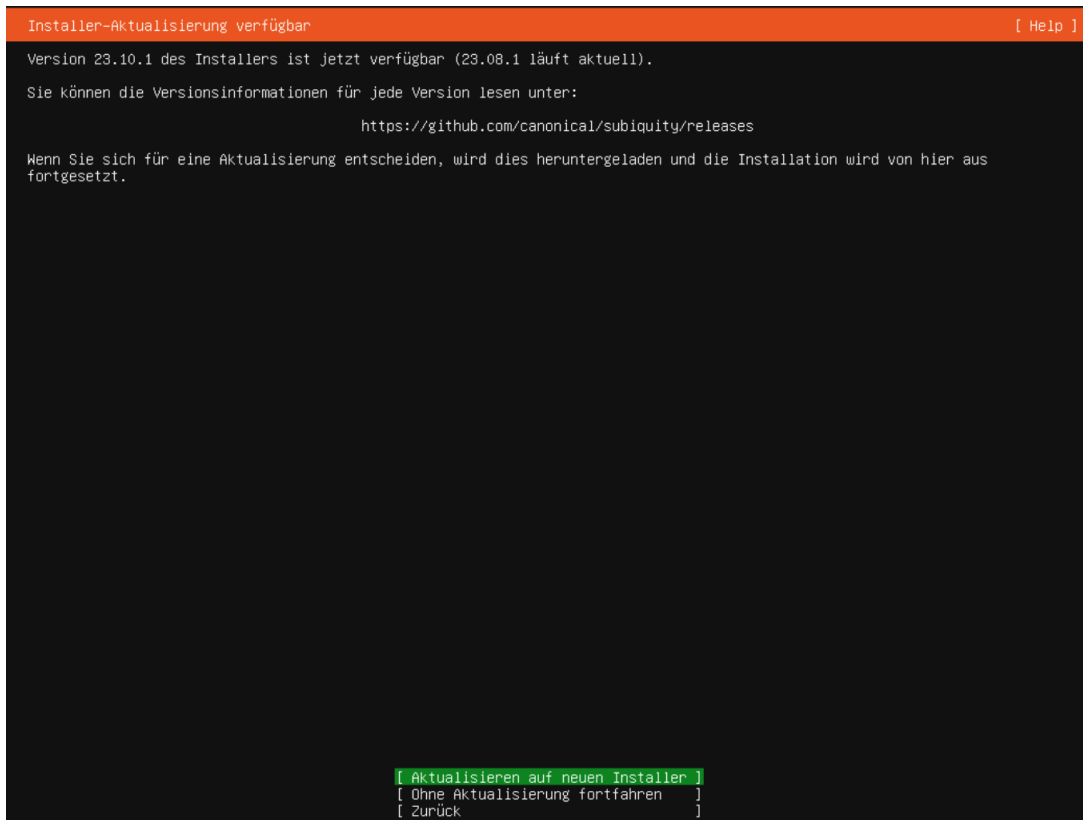 Installer-Aktualisierung verfügbar [ Help ]
Version 23.10.1 des Installers ist jetzt verfügbar (23.08.1 läuft aktuell).
Sie können die Versionsinformationen für jede Version lesen unter:
https://github.com/canonical/subiquity/releases
Wenn Sie sich für eine Aktualisierung entscheiden, wird dies heruntergeladen und die Installation wird von hier aus
fortgesetzt.
[ Aktualisieren auf neuen Installer ]
[ Ohne Aktualisierung fortfahren ]
[ Zurück ]